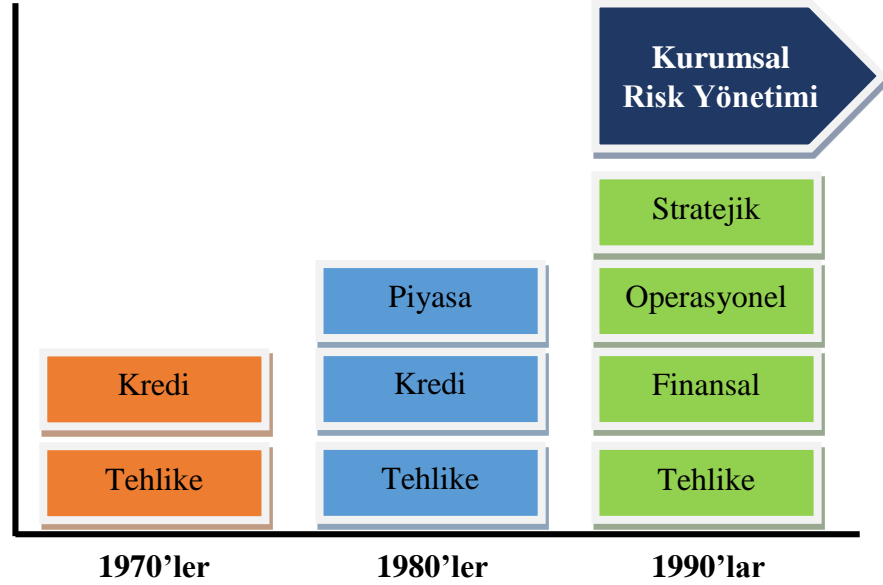 Kurumsal
Risk Yönetimi
Stratejik
Piyasa
Operasyonel
Kredi
Kredi
Finansal
Tehlike
Tehlike
Tehlike
1970’ler
1980’ler
1990’lar